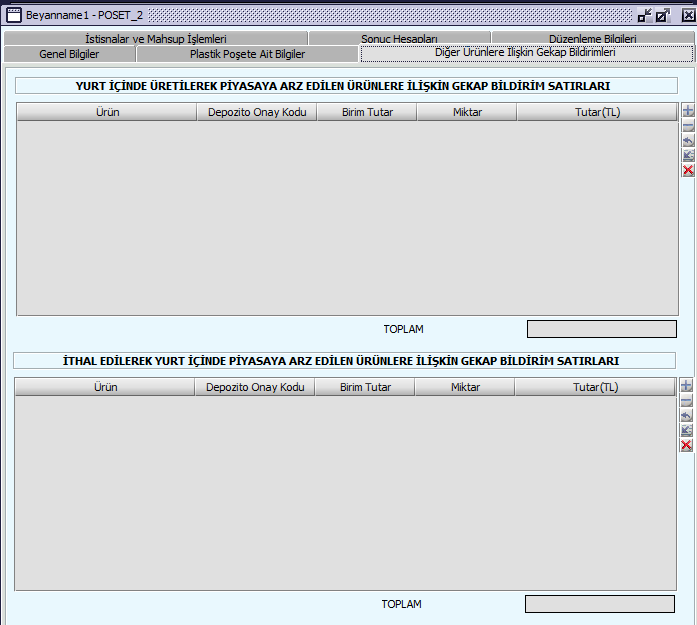 Beyanname1 - POSET_2
İstisnalar ve Mahsup İşlemleri Sonuc Hesapları Düzenleme Bilgileri
Genel Bilgiler Plastik Poşete Ait Bilgiler Diğer Ürünlere İlişkin Gekap Bildirimleri
YURT İÇİNDE ÜRETİLEREK PİYASAYA ARZ EDİLEN ÜRÜNLERE İLİŞKİN GEKAP BİLDİRİM SATIRLARI
Ürün Depozito Onay Kodu Birim Tutar Miktar Tutar(TL)
TOPLAM
İTHAL EDİLEREK YURT İÇİNDE PİYASAYA ARZ EDİLEN ÜRÜNLERE İLİŞKİN GEKAP BİLDİRİM SATIRLARI
Ürün Depozito Onay Kodu Birim Tutar Miktar Tutar(TL)
TOPLAM